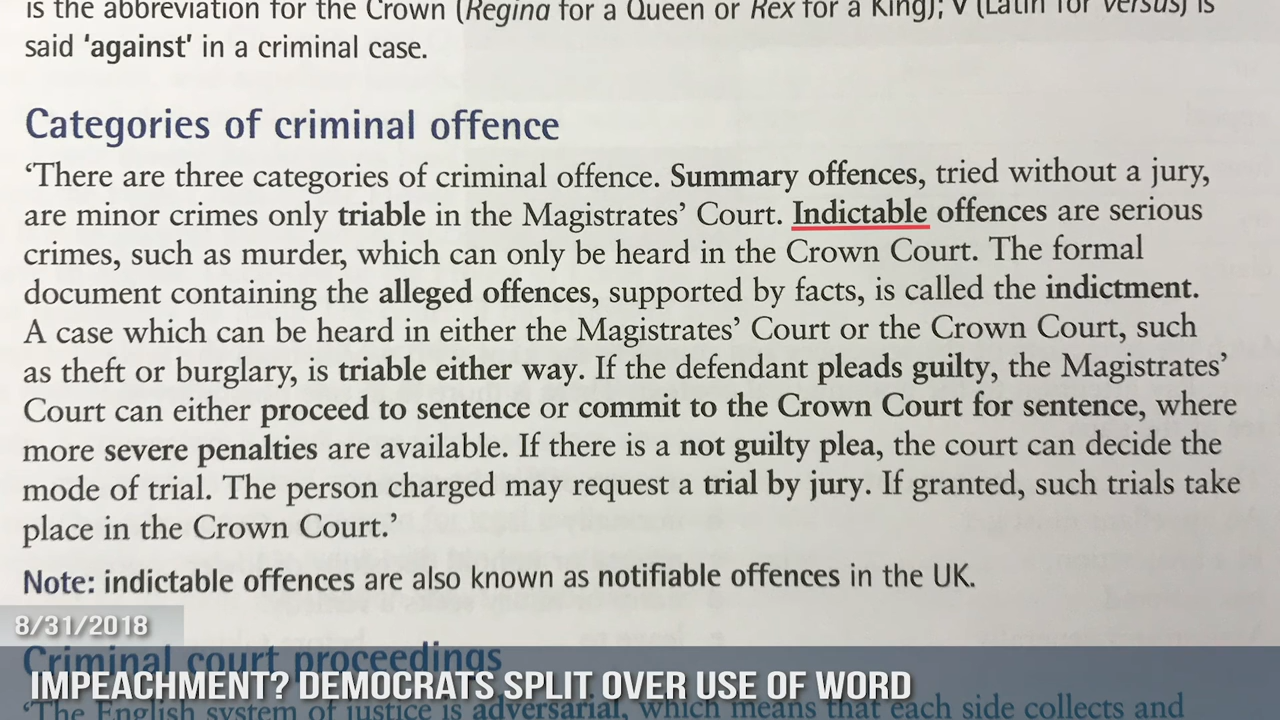 is the abbreviation for the Crown (Regina for a Queen or Rex for a King); v (Latin for versus) is
said 'against' in a criminal case.
Categories of criminal offence
'There are three categories of criminal offence. Summary offences, tried without a jury,
are minor crimes only triable in the Magistrates' Court. Indictable offences are serious
crimes, such as murder, which can only be heard in the Crown Court. The formal
document containing the alleged offences, supported by facts, is called the indictment.
A case which can be heard in either the Magistrates' Court or the Crown Court, such
as theft or burglary, is triable either way. If the defendant pleads guilty, the Magistrates'
Court can either proceed to sentence or commit to the Crown Court for sentence, where
more severe penalties are available. If there is a not guilty plea, the court can decide the
mode of trial. The person charged may request a trial by jury. If granted, such trials take
place in the Crown Court.'
Note: indictable offences are also known as notifiable offences in the UK.
8/31/2018
Criminal court proceedings
IMPEACHMENT? DEMOCRATS SPLIT OVER USE OF WORD
'The English system of justice is adversarial, which means that each side collects and